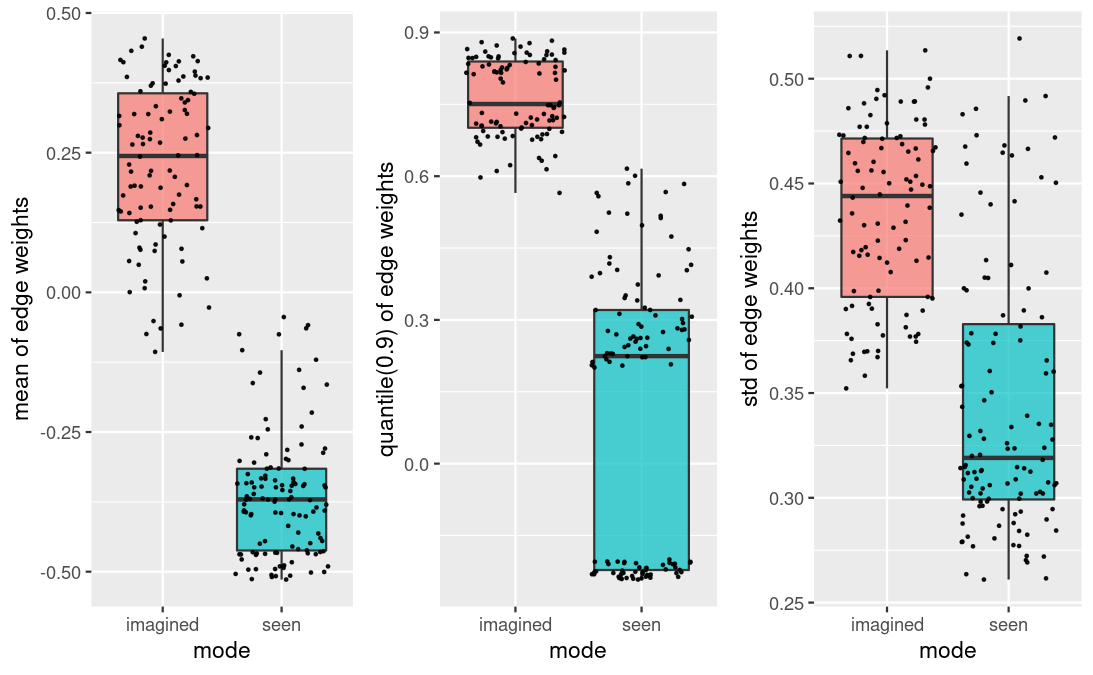 mean of edge weights
0.50
0.25
0.00
-0.25
-0.50
imagined
seen
mode
quantile(0.9) of edge weights
0.9
0.6
0.3
0.0
imagined
seen
mode
std of edge weights
0.50
0.45
0.40
0.35
0.30
0.25
imagined
seen
mode